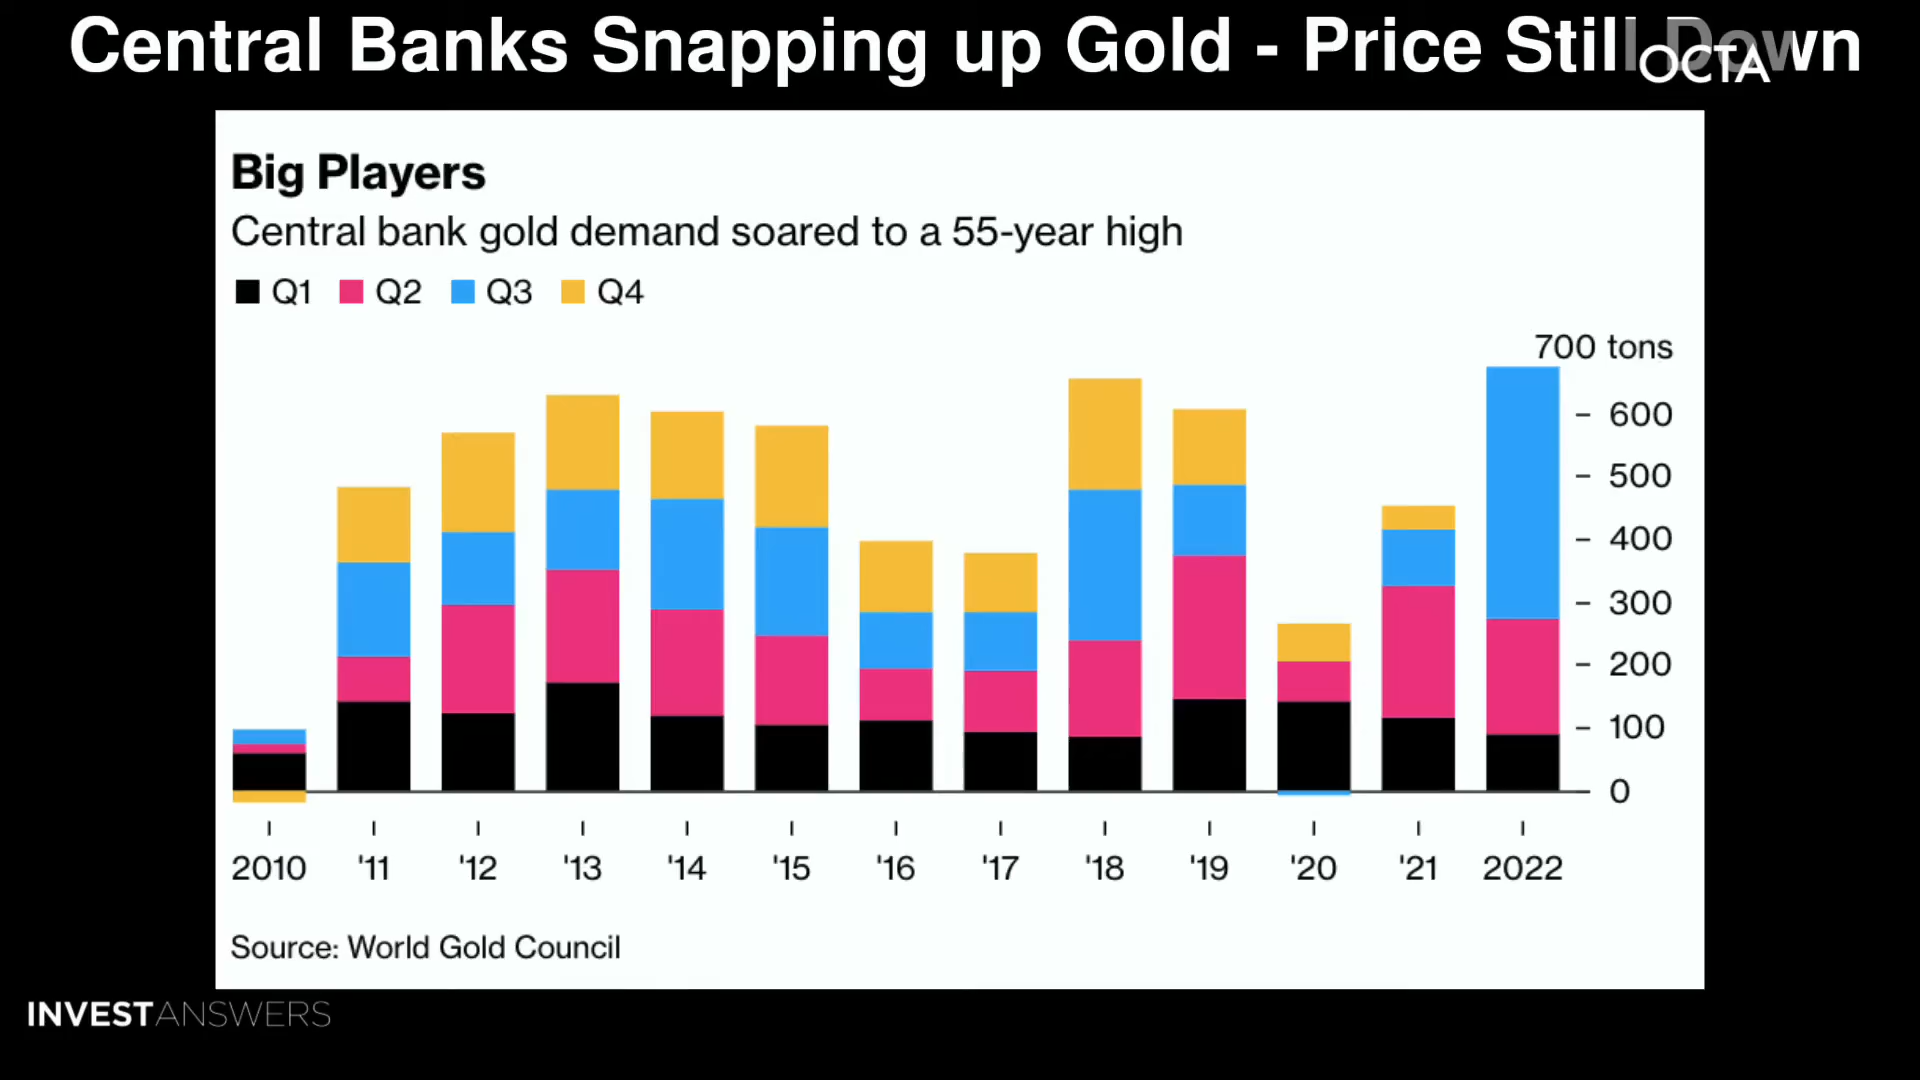 Central Banks Snapping up Gold - Price Still Down
OCTA
Big Players
Central bank gold demand soared to a 55-year high
Q1 Q2 Q3 Q4
700 tons
600
500
400
300
200
100
0
2010 '11 '12 '13 '14 '15 '16 '17 '18 '19 '20 '21 2022
Source: World Gold Council
INVESTANSWERS